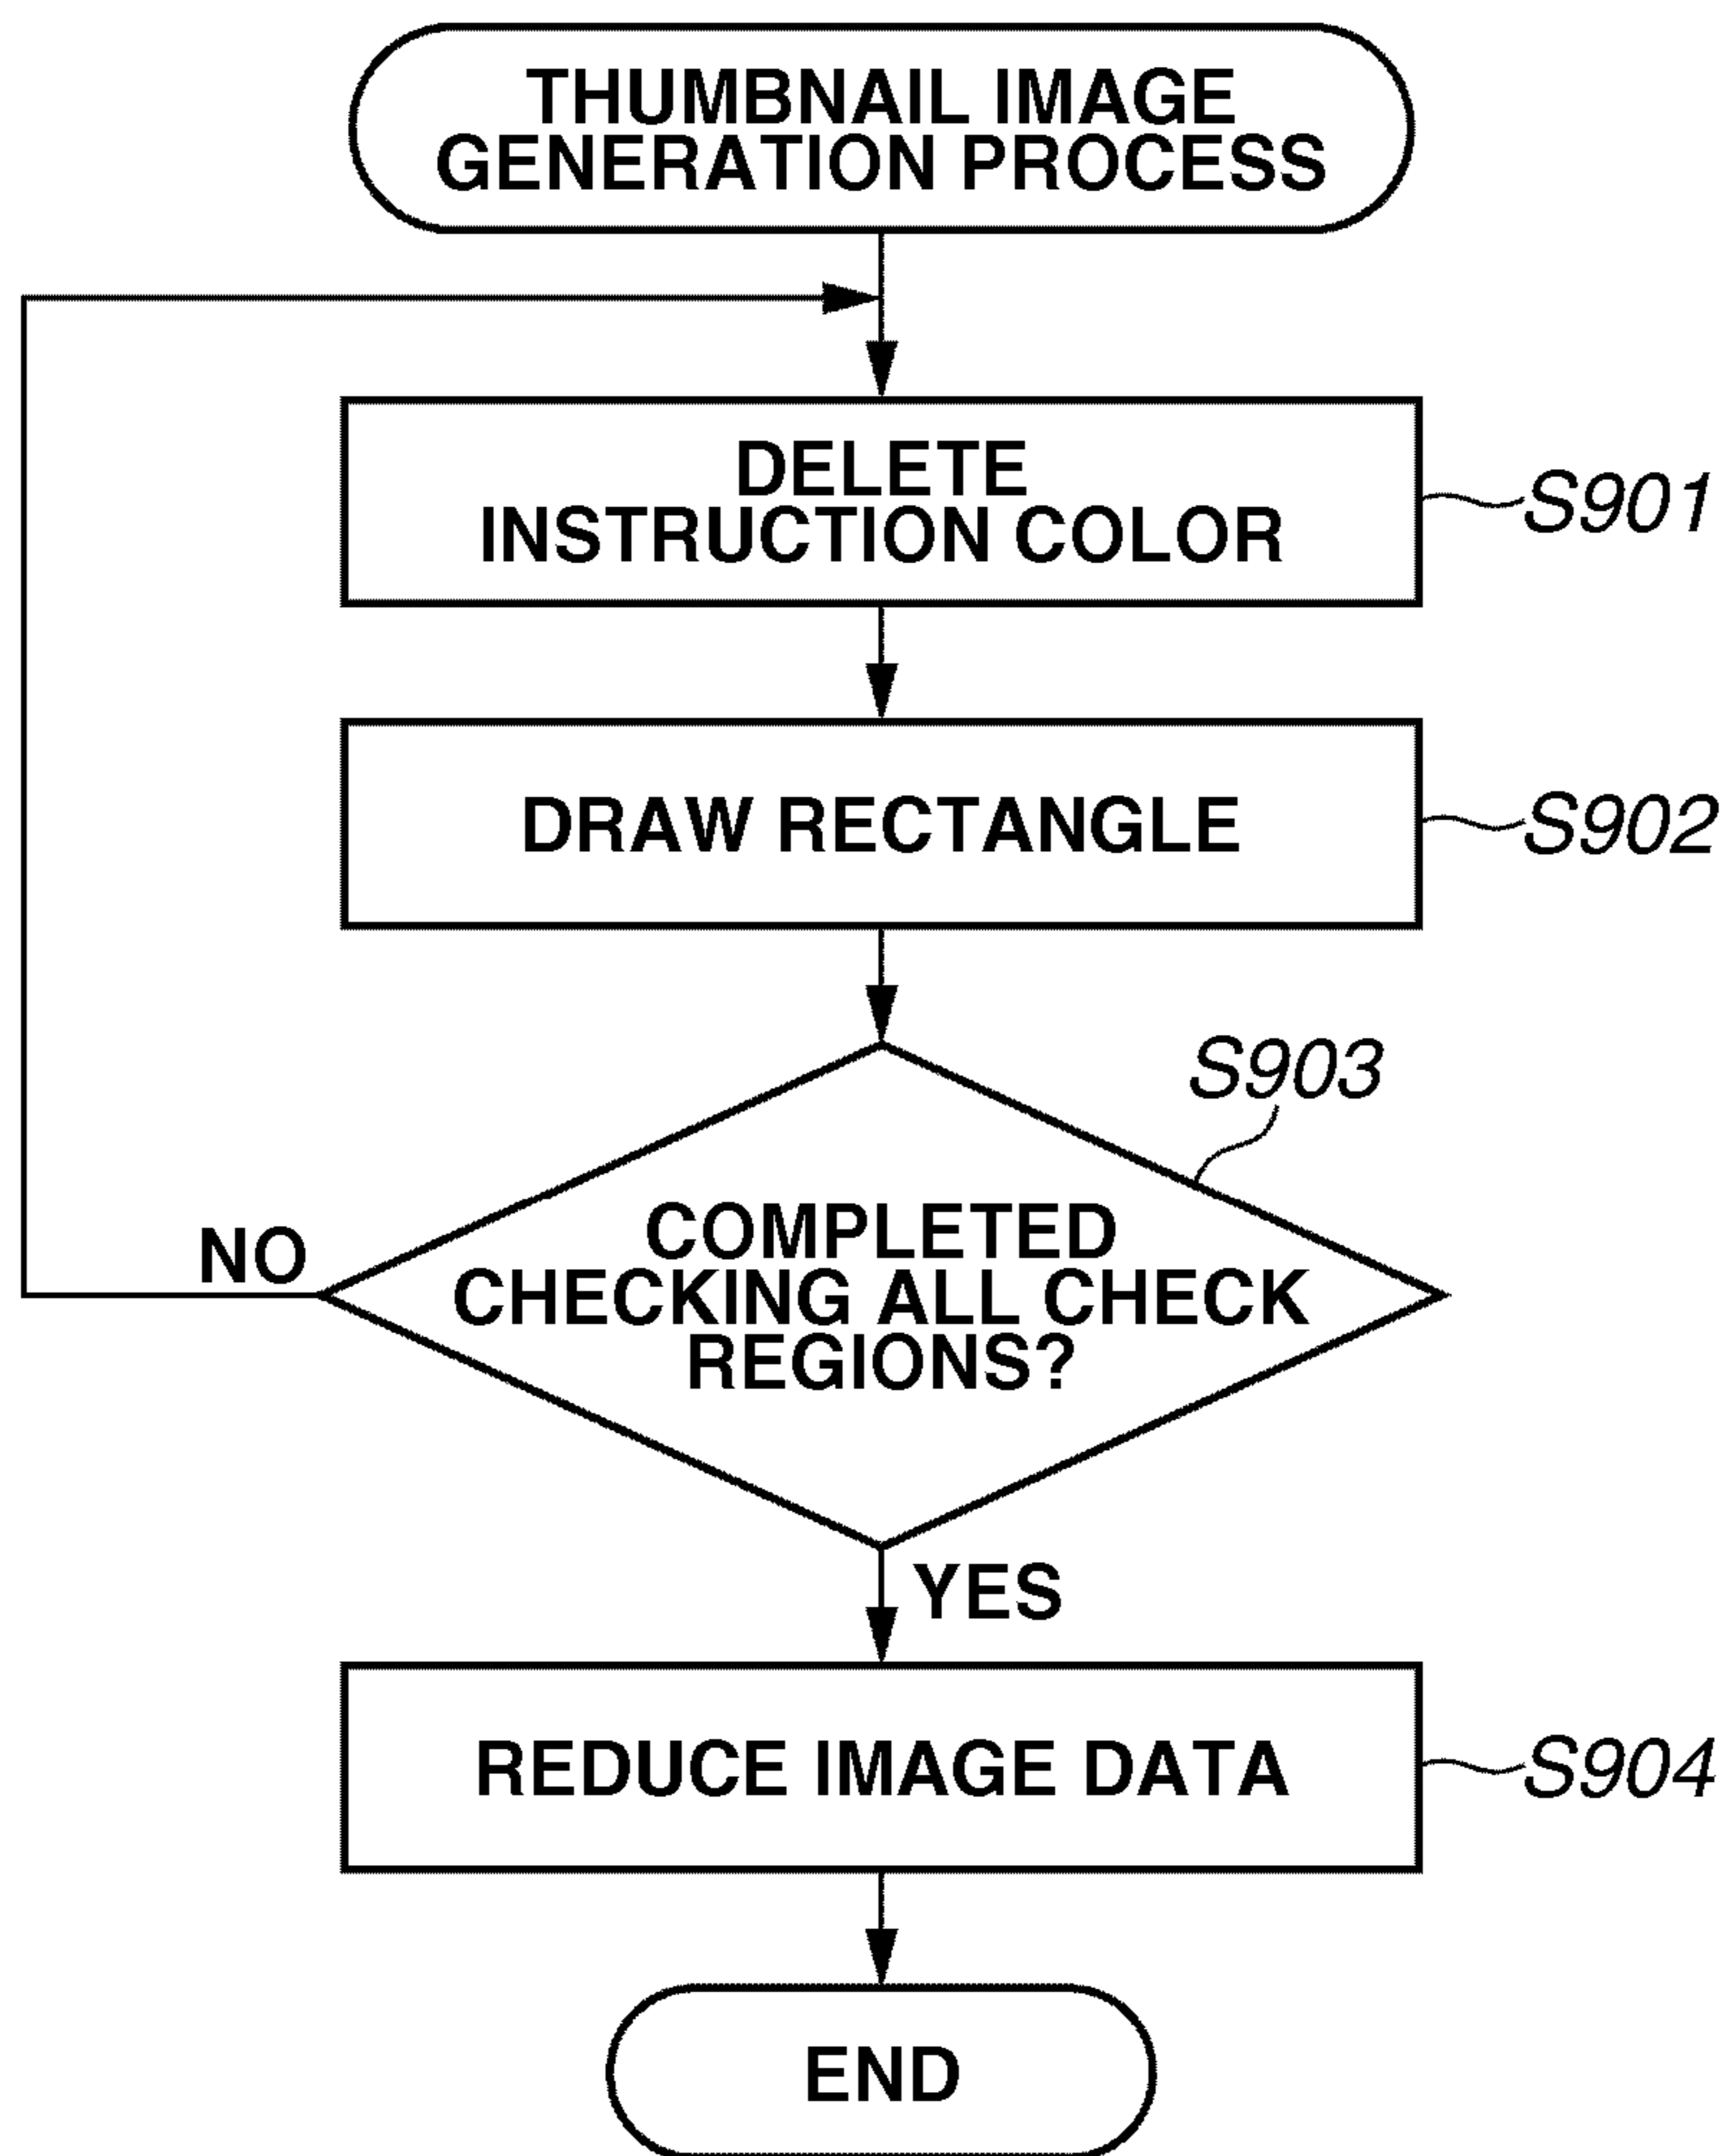 THUMBNAIL IMAGE
GENERATION PROCESS
DELETE
INSTRUCTION COLOR
S901
DRAW RECTANGLE
S902
S903
COMPLETED
CHECKING ALL CHECK
REGIONS?
NO
YES
REDUCE IMAGE DATA
S904
END